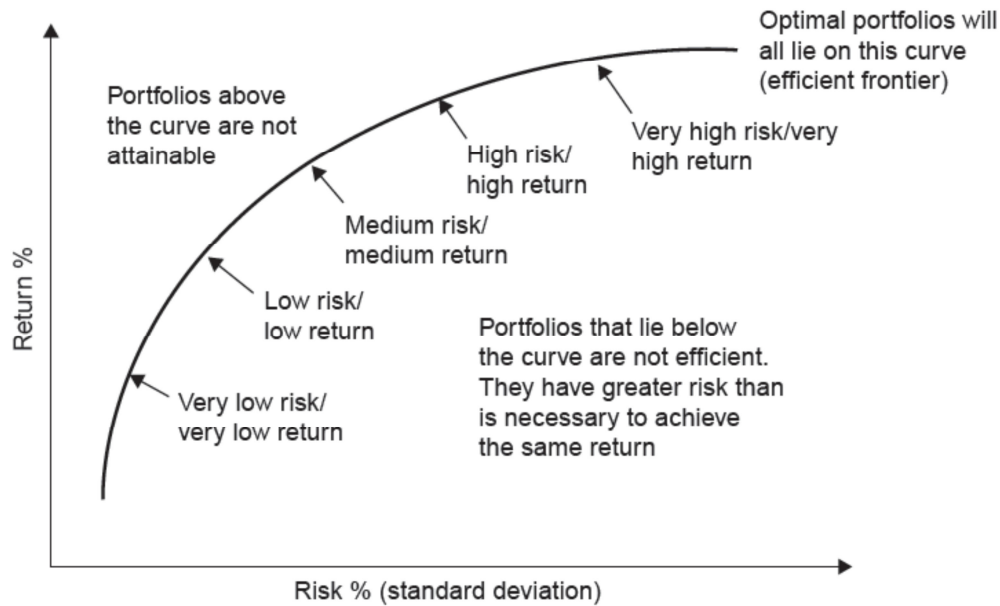 Optimal portfolios will
all lie on this curve
(efficient frontier)
Portfolios above
the curve are not
attainable
Very high risk/very
high return
High risk/
high return
Medium risk/
medium return
Low risk/
low return
Portfolios that lie below
the curve are not efficient.
They have greater risk than
is necessary to achieve
the same return
Very low risk/
very low return
Return %
Risk % (standard deviation)